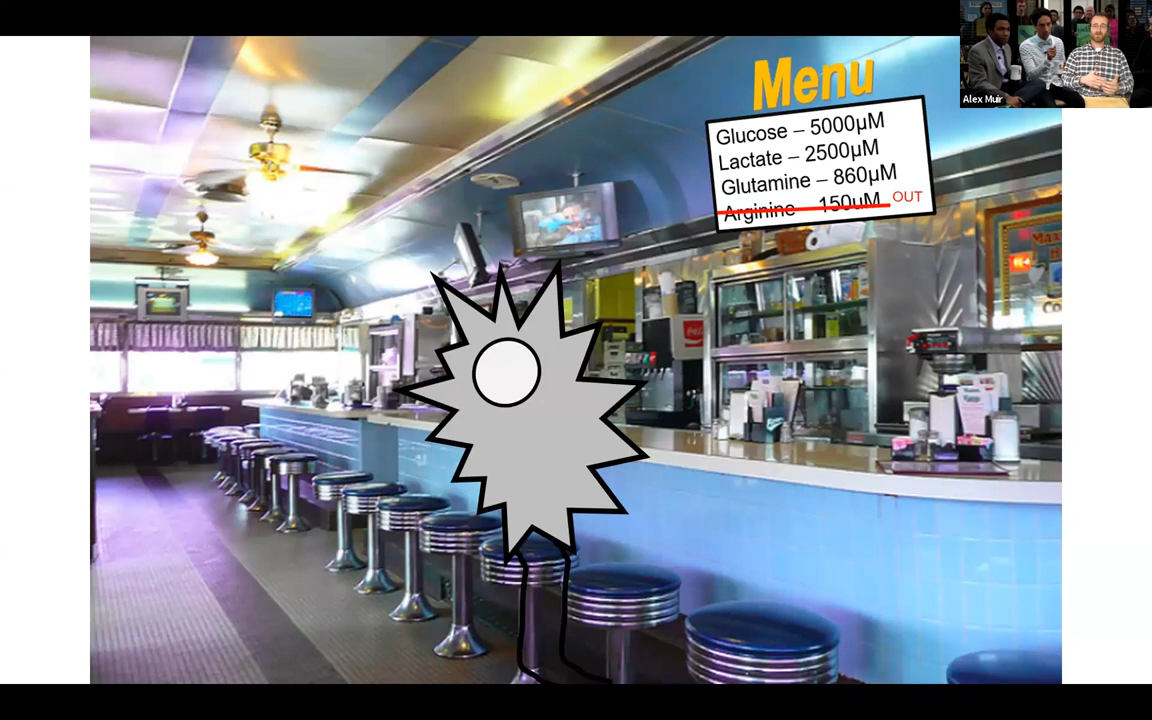 Alex Muir
Menu
Glucose – 5000µM
Lactate – 2500µM
Glutamine – 860µM
Arginine – 150µM OUT